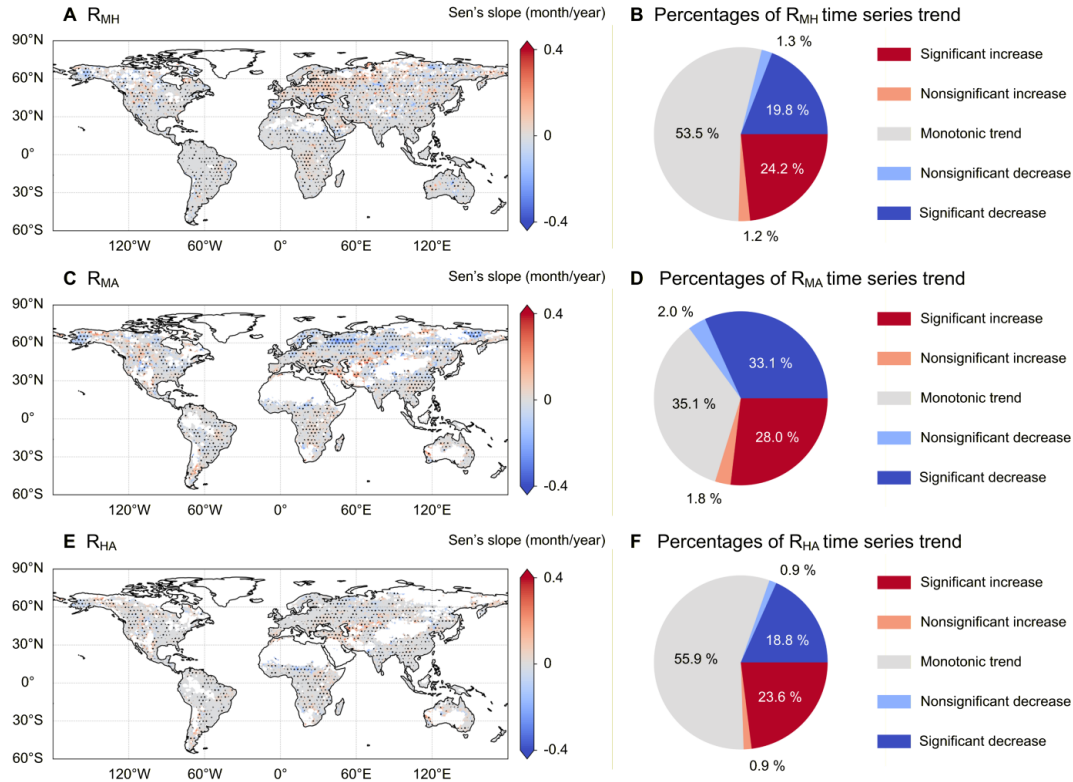 A R_MH Sen's slope (month/year)
90°N
60°N
30°N
0°
30°S
60°S
120°W 60°W 0° 60°E 120°E
0.4
0
-0.4
B Percentages of R_MH time series trend
1.3 %
19.8 %
53.5 %
24.2 %
1.2 %
Significant increase
Nonsignificant increase
Monotonic trend
Nonsignificant decrease
Significant decrease
C R_MA Sen's slope (month/year)
90°N
60°N
30°N
0°
30°S
60°S
120°W 60°W 0° 60°E 120°E
0.4
0
-0.4
D Percentages of R_MA time series trend
2.0 %
33.1 %
35.1 %
28.0 %
1.8 %
Significant increase
Nonsignificant increase
Monotonic trend
Nonsignificant decrease
Significant decrease
E R_HA Sen's slope (month/year)
90°N
60°N
30°N
0°
30°S
60°S
120°W 60°W 0° 60°E 120°E
0.4
0
-0.4
F Percentages of R_HA time series trend
0.9 %
18.8 %
55.9 %
23.6 %
0.9 %
Significant increase
Nonsignificant increase
Monotonic trend
Nonsignificant decrease
Significant decrease